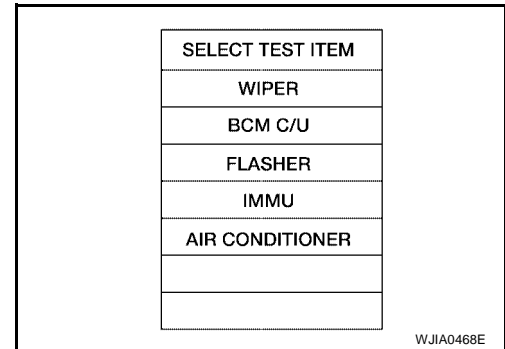 SELECT TEST ITEM
WIPER
BCM C/U
FLASHER
IMMU
AIR CONDITIONER
WJIA0468E